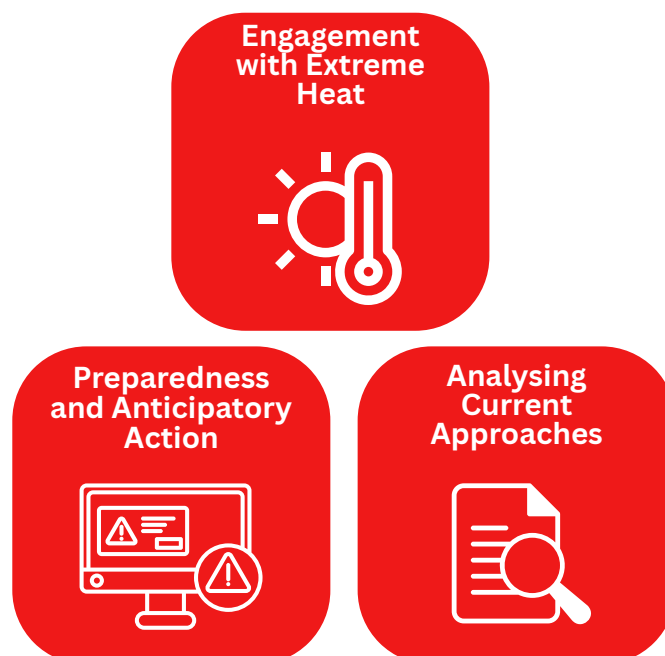 Engagement
with Extreme
Heat
Preparedness
and Anticipatory
Action
Analysing
Current
Approaches